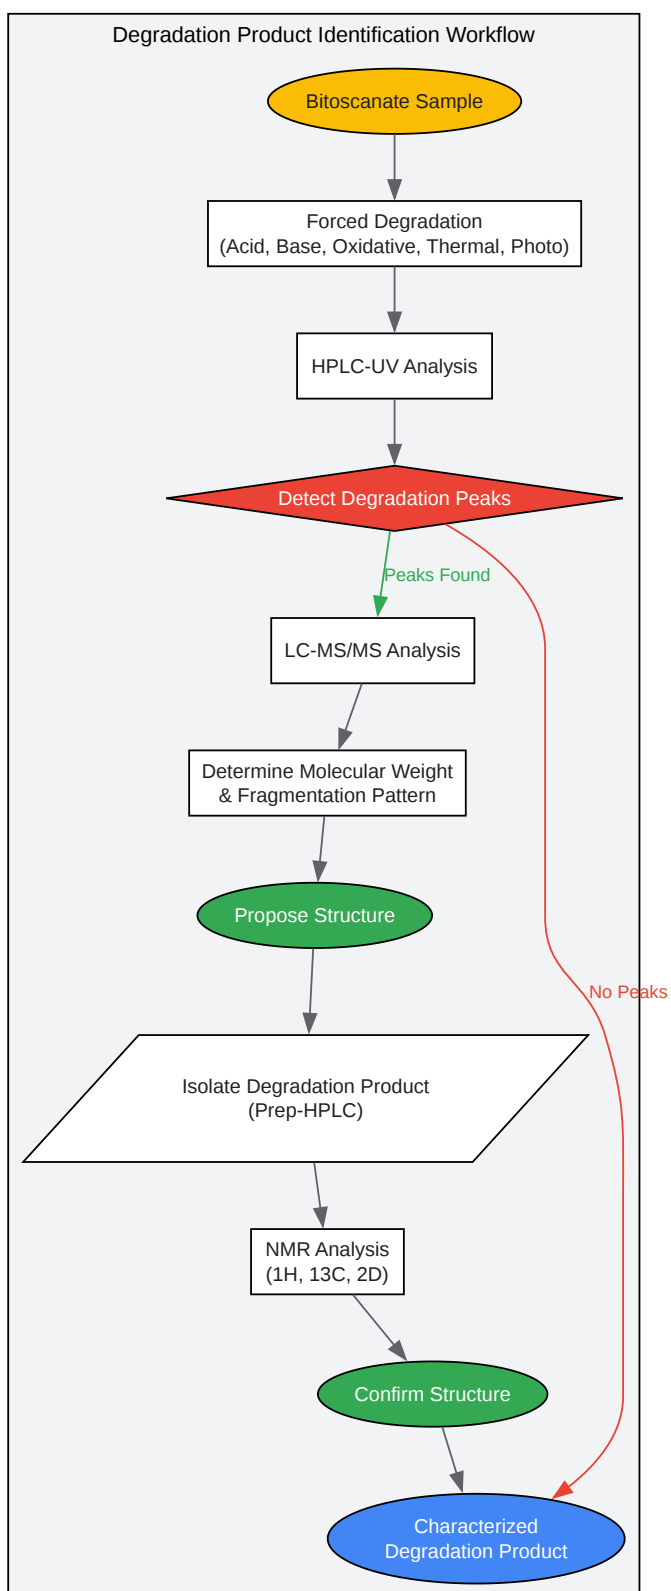 Degradation Product Identification Workflow
Bitoscanate Sample
Forced Degradation
(Acid, Base, Oxidative, Thermal, Photo)
HPLC-UV Analysis
Detect Degradation Peaks
Peaks Found
LC-MS/MS Analysis
Determine Molecular Weight
& Fragmentation Pattern
Propose Structure
No Peaks
Isolate Degradation Product
(Prep-HPLC)
NMR Analysis
(1H, 13C, 2D)
Confirm Structure
Characterized
Degradation Product